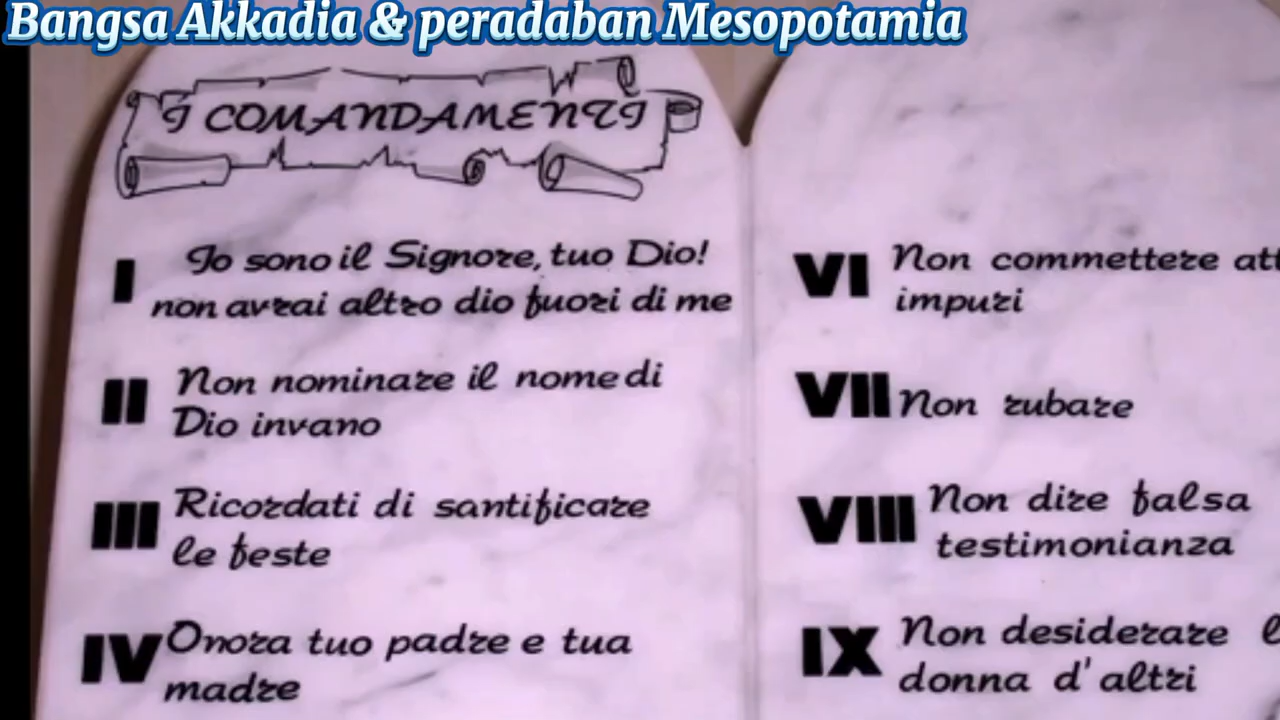 Bangsa Akkadia & peradaban Mesopotamia
I COMANDAMENTI
I Io sono il Signore, tuo Dio!
non avrai altro dio fuori di me
II Non nominare il nome di
Dio invano
III Ricordati di santificare
le feste
IV Onora tuo padre e tua
madre
VI Non commettere att
impuri
VII Non rubare
VIII Non dire falsa
testimonianza
IX Non desiderare
donna d'altri